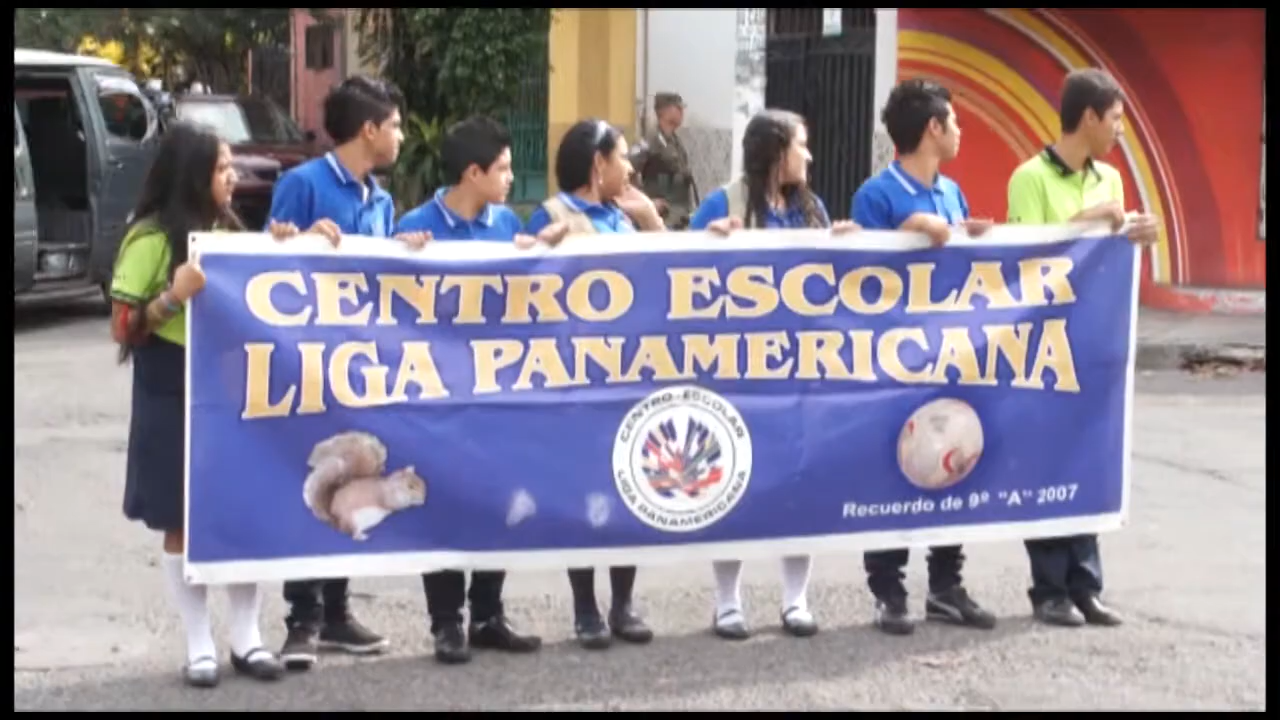 CENTRO ESCOLAR
LIGA PANAMERICANA
CENTRO ESCOLAR
LIGA PANAMERICANA
Recuerdo de 9º "A" 2007